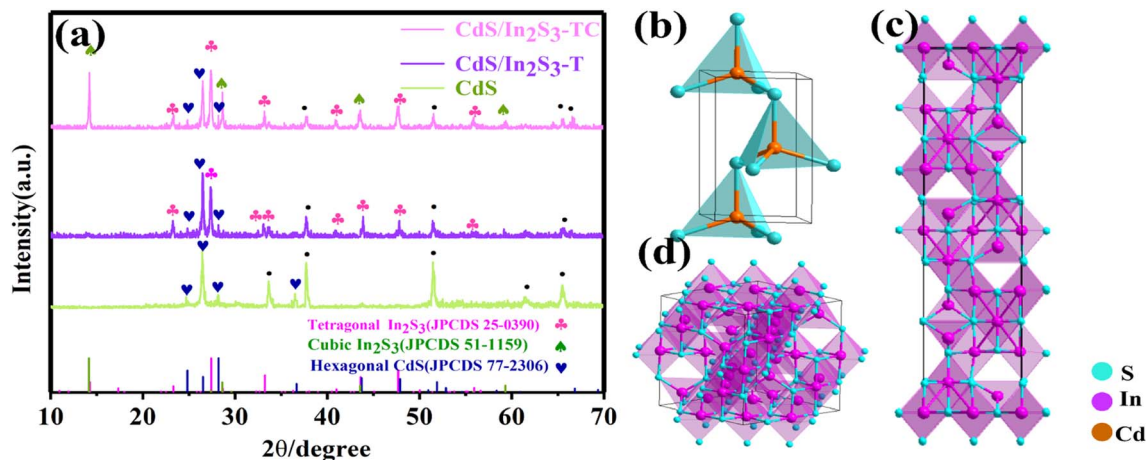 (a)
CdS/In₂S₃-TC
CdS/In₂S₃-T
CdS
Intensity(a.u.)
Tetragonal In₂S₃(JPCDS 25-0390)
Cubic In₂S₃(JPCDS 51-1159)
Hexagonal CdS(JPCDS 77-2306)
10 20 30 40 50 60 70
2θ/degree
(b)
(c)
(d)
S
In
Cd